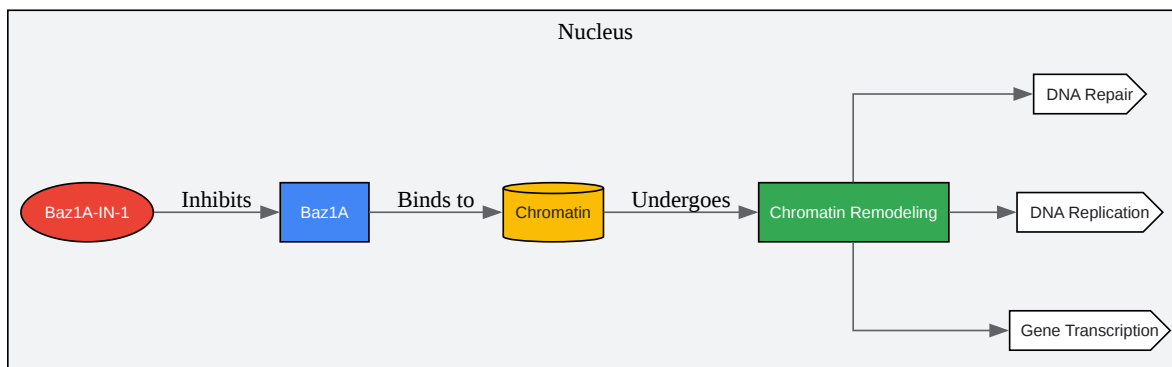 Nucleus
DNA Repair
Baz1A-IN-1
Inhibits
Baz1A
Binds to
Chromatin
Undergoes
Chromatin Remodeling
DNA Replication
Gene Transcription